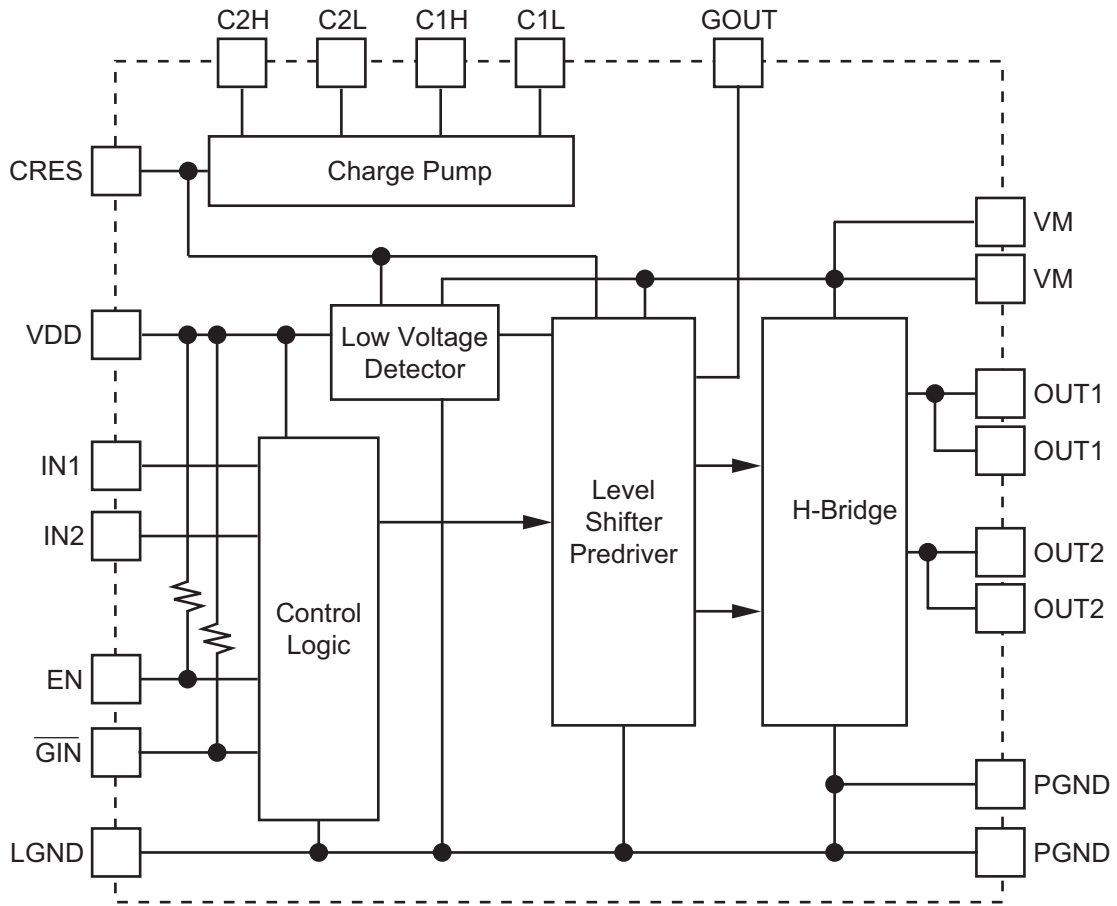 C2H
C2L
C1H
C1L
GOUT
CRES
Charge Pump
VM
VM
VDD
Low Voltage
Detector
OUT1
OUT1
IN1
IN2
Level
Shifter
Predriver
H-Bridge
OUT2
OUT2
Control
Logic
EN
G̅I̅N̅
PGND
LGND
PGND